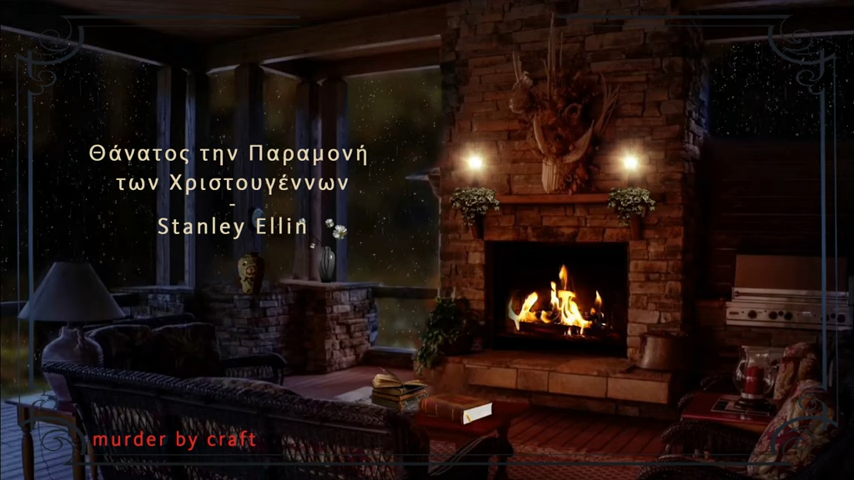 Θάνατος την Παραμονή
των Χριστουγέννων
-
Stanley Ellin
murder by craft